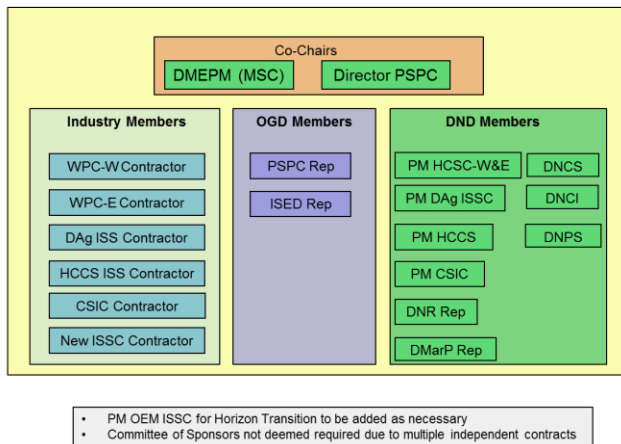 Co-Chairs
DMEPM (MSC)
Director PSPC
Industry Members
WPC-W Contractor
WPC-E Contractor
DAg ISS Contractor
HCCS ISS Contractor
CSIC Contractor
New ISSC Contractor
OGD Members
PSPC Rep
ISED Rep
DND Members
PM HCSC-W&E
DNCS
PM DAg ISSC
DNCI
PM HCCS
DNPS
PM CSIC
DNR Rep
DMarP Rep
• PM OEM ISSC for Horizon Transition to be added as necessary
• Committee of Sponsors not deemed required due to multiple independent contracts